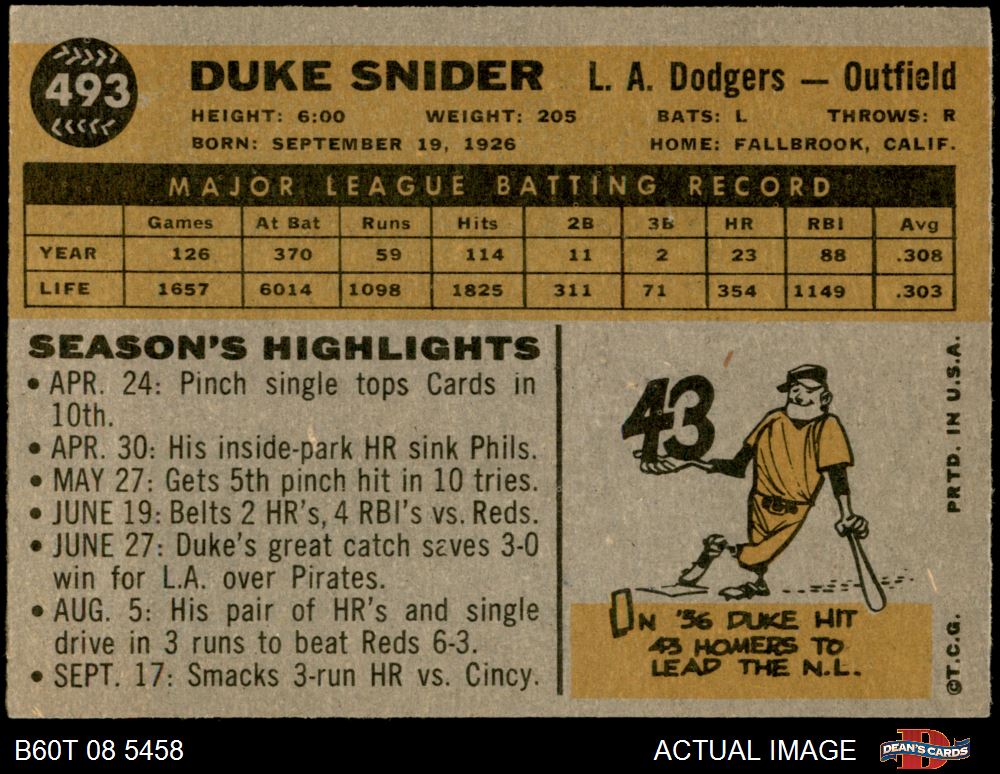 493
DUKE SNIDER L. A. Dodgers — Outfield
HEIGHT: 6:00 WEIGHT: 205 BATS: L THROWS: R
BORN: SEPTEMBER 19, 1926 HOME: FALLBROOK, CALIF.
MAJOR LEAGUE BATTING RECORD
Games At Bat Runs Hits 2B 3B HR RBI Avg
YEAR 126 370 59 114 11 2 23 88 .308
LIFE 1657 6014 1098 1825 311 71 354 1149 .303
SEASON'S HIGHLIGHTS
• APR. 24: Pinch single tops Cards in
10th.
• APR. 30: His inside-park HR sink Phils.
• MAY 27: Gets 5th pinch hit in 10 tries.
• JUNE 19: Belts 2 HR's, 4 RBI's vs. Reds.
• JUNE 27: Duke's great catch saves 3-0
win for L.A. over Pirates.
• AUG. 5: His pair of HR's and single
drive in 3 runs to beat Reds 6-3.
• SEPT. 17: Smacks 3-run HR vs. Cincy.
43
IN '56 DUKE HIT
43 HOMERS TO
LEAD THE N.L.
©T.C.G. PRTD. IN U.S.A.
B60T 08 5458 ACTUAL IMAGE DEAN'S CARDS